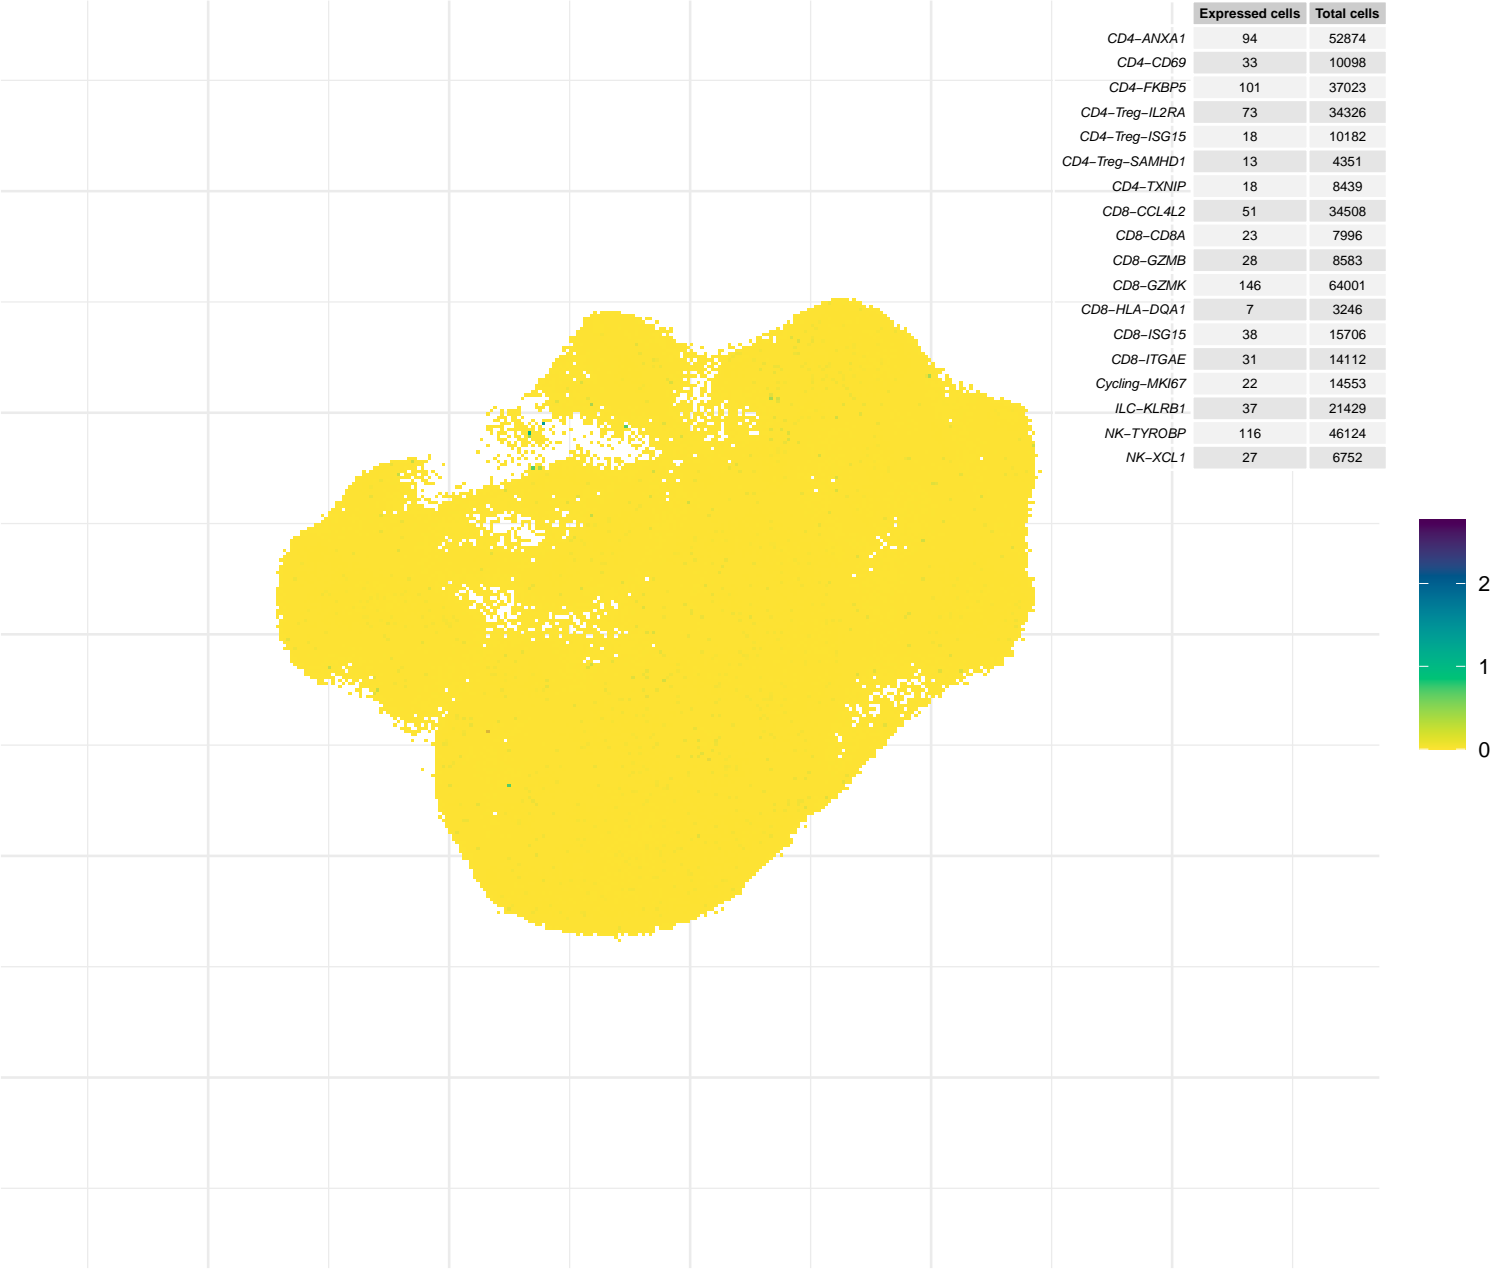 Expressed cells Total cells
CD4−ANXA1 94 52874
CD4−CD69 33 10098
CD4−FKBP5 101 37023
CD4−Treg−IL2RA 73 34326
CD4−Treg−ISG15 18 10182
CD4−Treg−SAMHD1 13 4351
CD4−TXNIP 18 8439
CD8−CCL4L2 51 34508
CD8−CD8A 23 7996
CD8−GZMB 28 8583
CD8−GZMK 146 64001
CD8−HLA−DQA1 7 3246
CD8−ISG15 38 15706
CD8−ITGAE 31 14112
Cycling−MKI67 22 14553
ILC−KLRB1 37 21429
NK−TYROBP 116 46124
NK−XCL1 27 6752
2
1
0